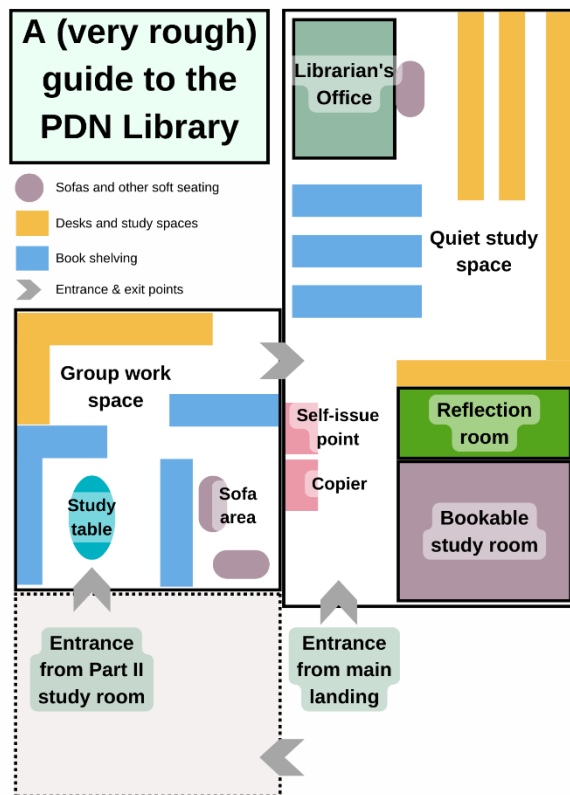 A (very rough)
guide to the
PDN Library
Sofas and other soft seating
Desks and study spaces
Book shelving
Entrance & exit points
Librarian's
Office
Quiet study
space
Group work
space
Self-issue
point
Copier
Reflection
room
Bookable
study room
Study
table
Sofa
area
Entrance
from Part II
study room
Entrance
from main
landing